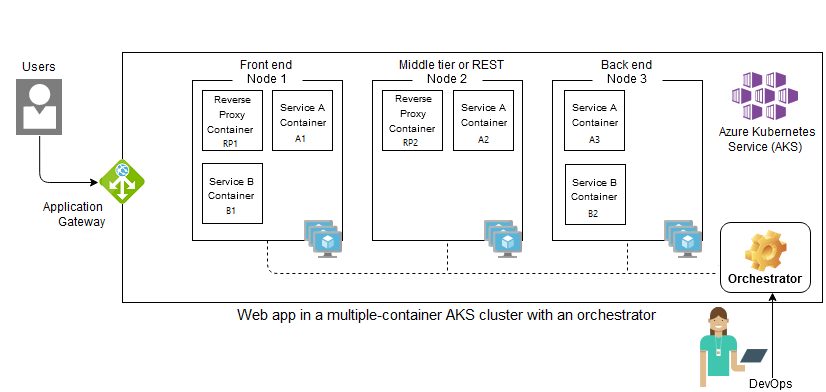 Users
Application
Gateway
Front end
Node 1
Reverse
Proxy
Container
RP1
Service A
Container
A1
Service B
Container
B1
Middle tier or REST
Node 2
Reverse
Proxy
Container
RP2
Service A
Container
A2
Back end
Node 3
Service A
Container
A3
Service B
Container
B2
Azure Kubernetes
Service (AKS)
Orchestrator
Web app in a multiple-container AKS cluster with an orchestrator
DevOps